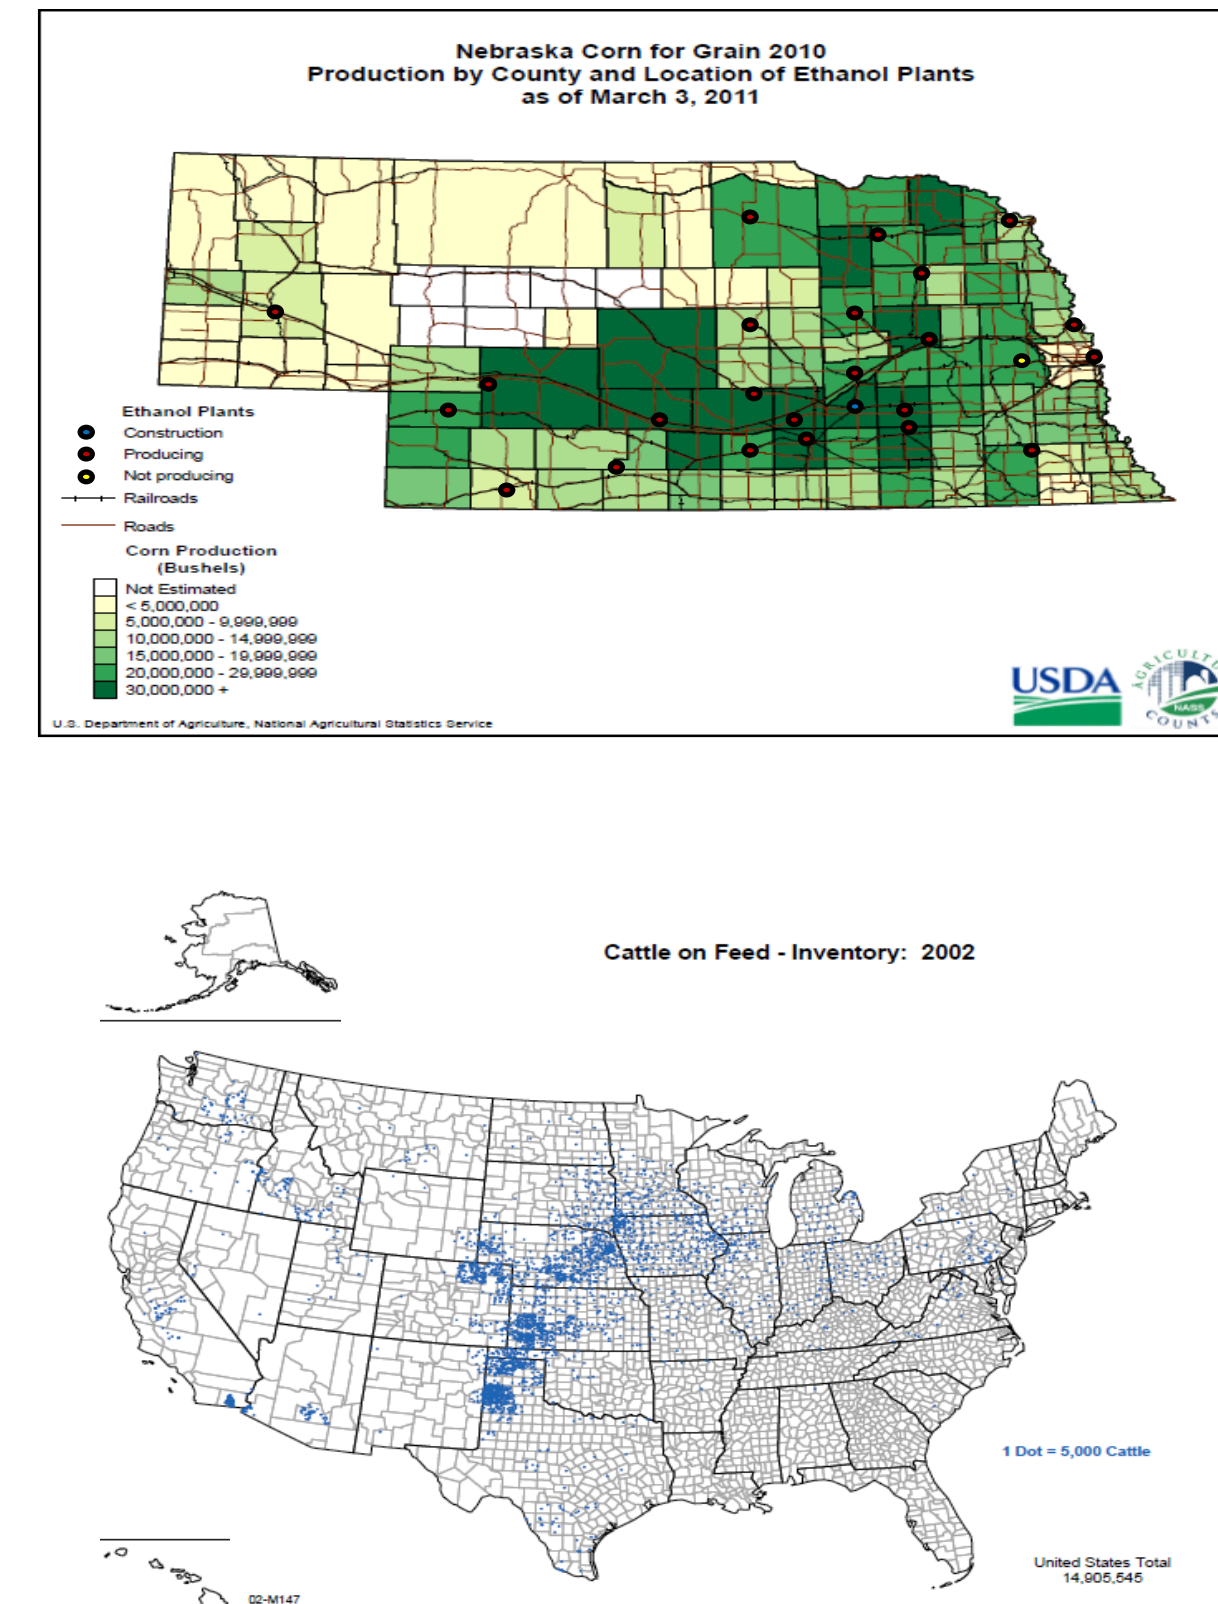 Nebraska Corn for Grain 2010
Production by County and Location of Ethanol Plants
as of March 3, 2011
Ethanol Plants
Construction
Producing
Not producing
Railroads
Roads
Corn Production
(Bushels)
Not Estimated
< 5,000,000
5,000,000 - 9,999,999
10,000,000 - 14,999,999
15,000,000 - 19,999,999
20,000,000 - 29,999,999
30,000,000 +
U.S. Department of Agriculture, National Agricultural Statistics Service
USDA
AGRICULTU
NASS
COUNTS
Cattle on Feed - Inventory: 2002
1 Dot = 5,000 Cattle
United States Total
14,905,545
02-M147